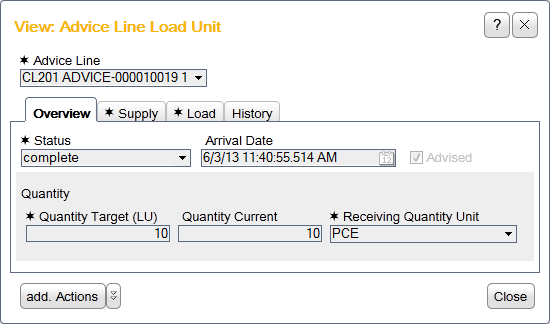 View: Advice Line Load Unit
?
✶ Advice Line
CL201 ADVICE-000010019 1
Overview ✶ Supply ✶ Load History
✶ Status Arrival Date
complete 6/3/13 11:40:55.514 AM 12 Advised
Quantity
✶ Quantity Target (LU) Quantity Current ✶ Receiving Quantity Unit
10 10 PCE
add. Actions Close